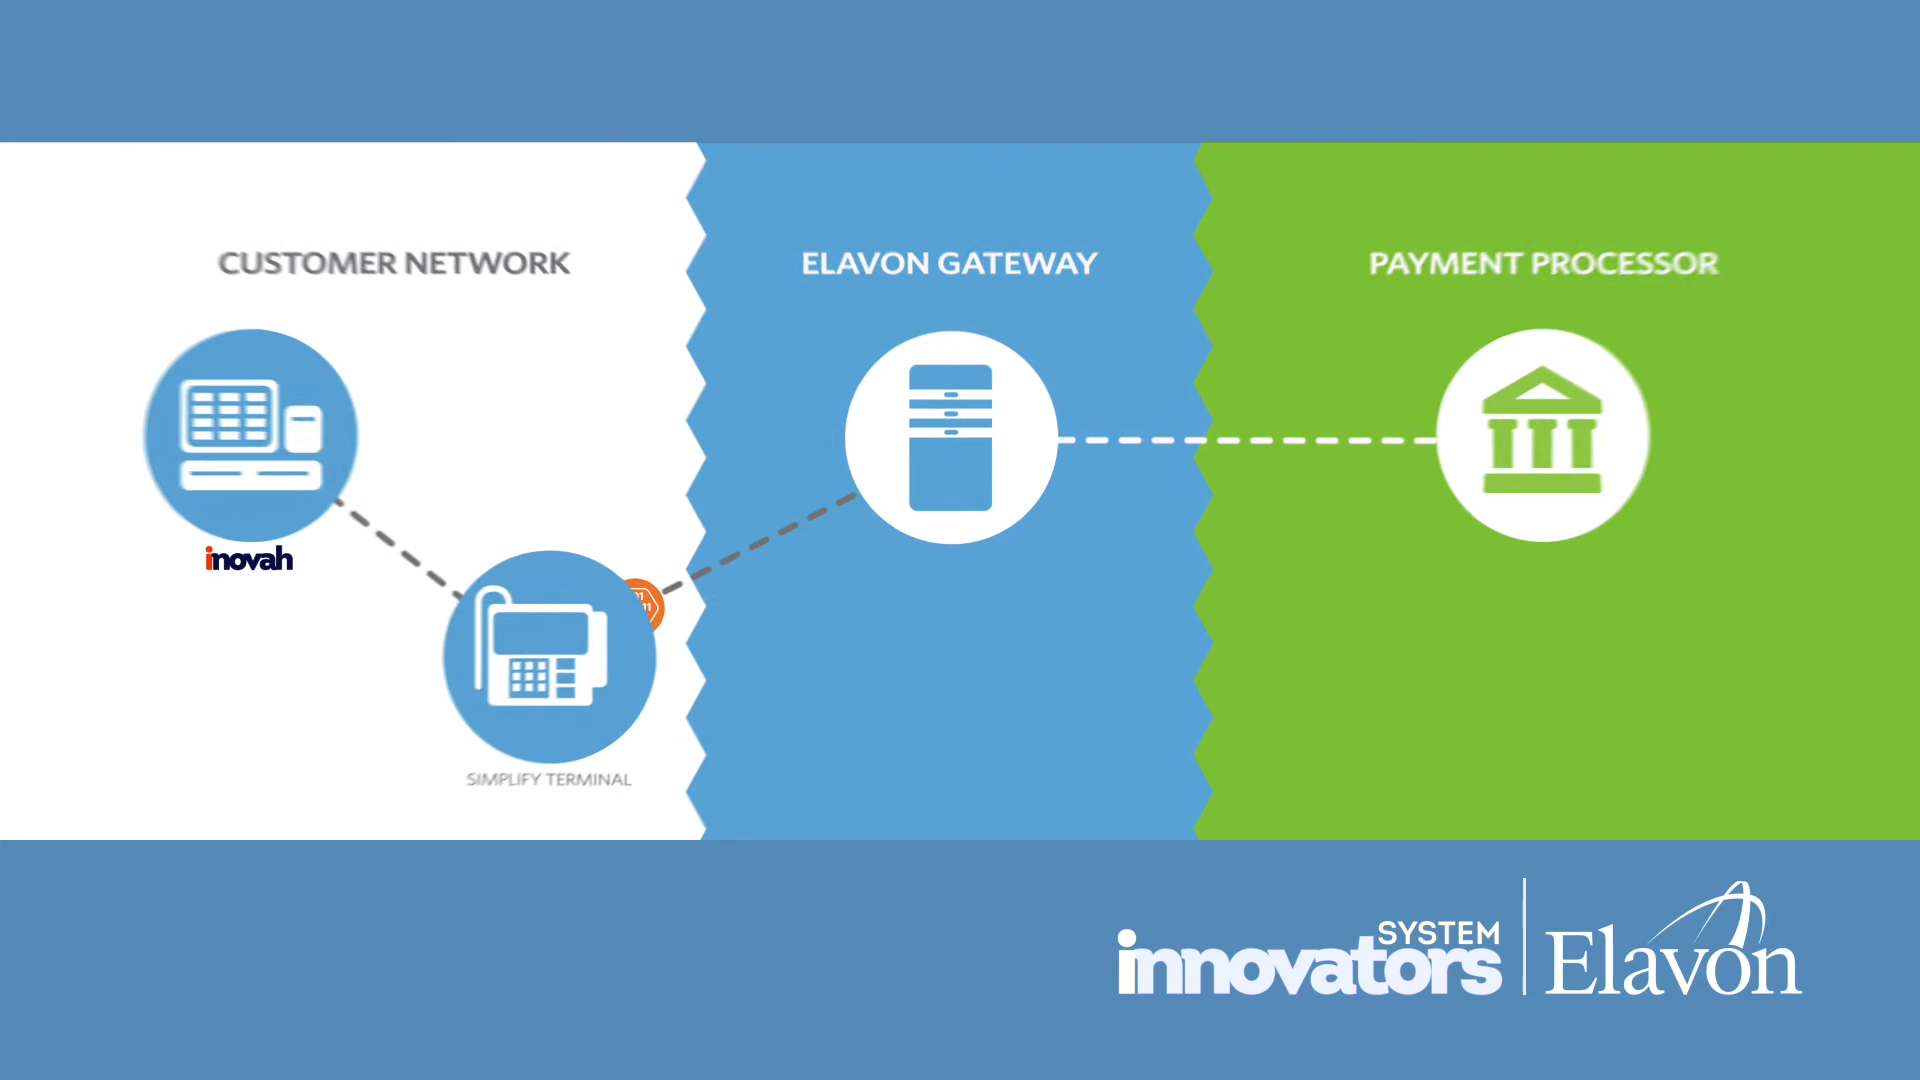 CUSTOMER NETWORK
ELAVON GATEWAY
PAYMENT PROCESSOR
inovah
SIMPLIFY TERMINAL
SYSTEM
innovators
Elavon